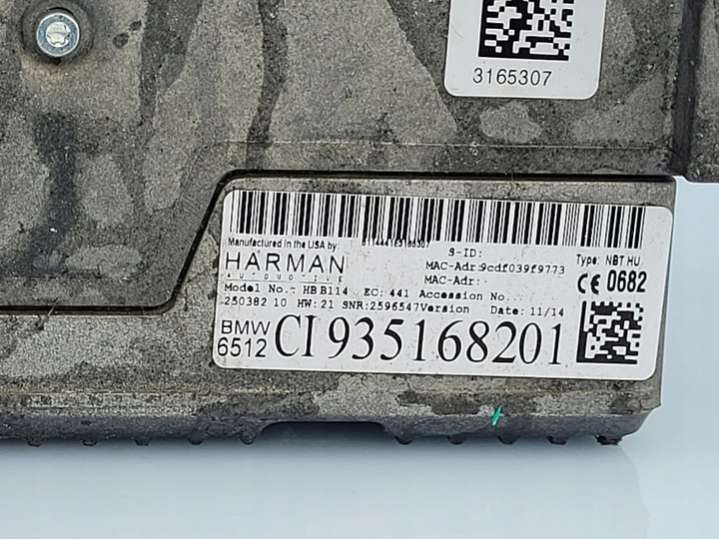 3165307
Manufactured in the USA by:
HARMAN
AUTOMOTIVE
S-ID:
MAC-Adr:9cdf039f9773
MAC-Adr:-
Type: NBT HU
CE 0682
Model No.:- HB B114 EC: 441 Accession No.
250382 10 HW:21 SNR:2596547Version Date:11/14
BMW
6512 CI 935168201